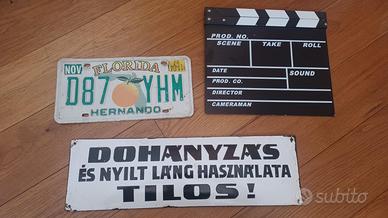 NOV
FLORIDA
D87 YHM
HERNANDO
PROD. NO.
SCENE TAKE ROLL
DATE SOUND
PROD. CO.
DIRECTOR
CAMERAMAN
DOHÁNYZÁS
ÉS NYILT LÁNG HASZNÁLATA
TILOS!
subito